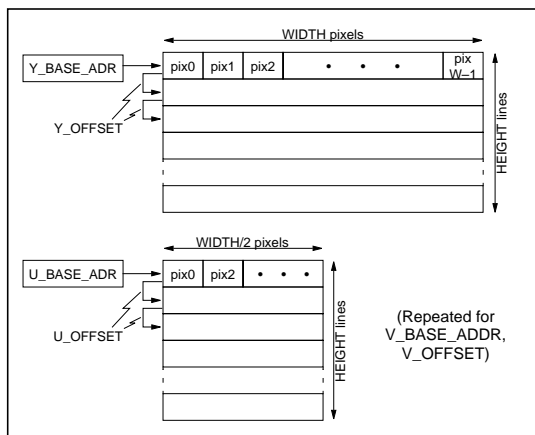 WIDTH pixels
Y_BASE_ADR
pix0 pix1 pix2 • • • pix W–1
Y_OFFSET
HEIGHT lines
WIDTH/2 pixels
U_BASE_ADR
pix0 pix2 • • •
U_OFFSET
HEIGHT lines
(Repeated for
V_BASE_ADDR,
V_OFFSET)